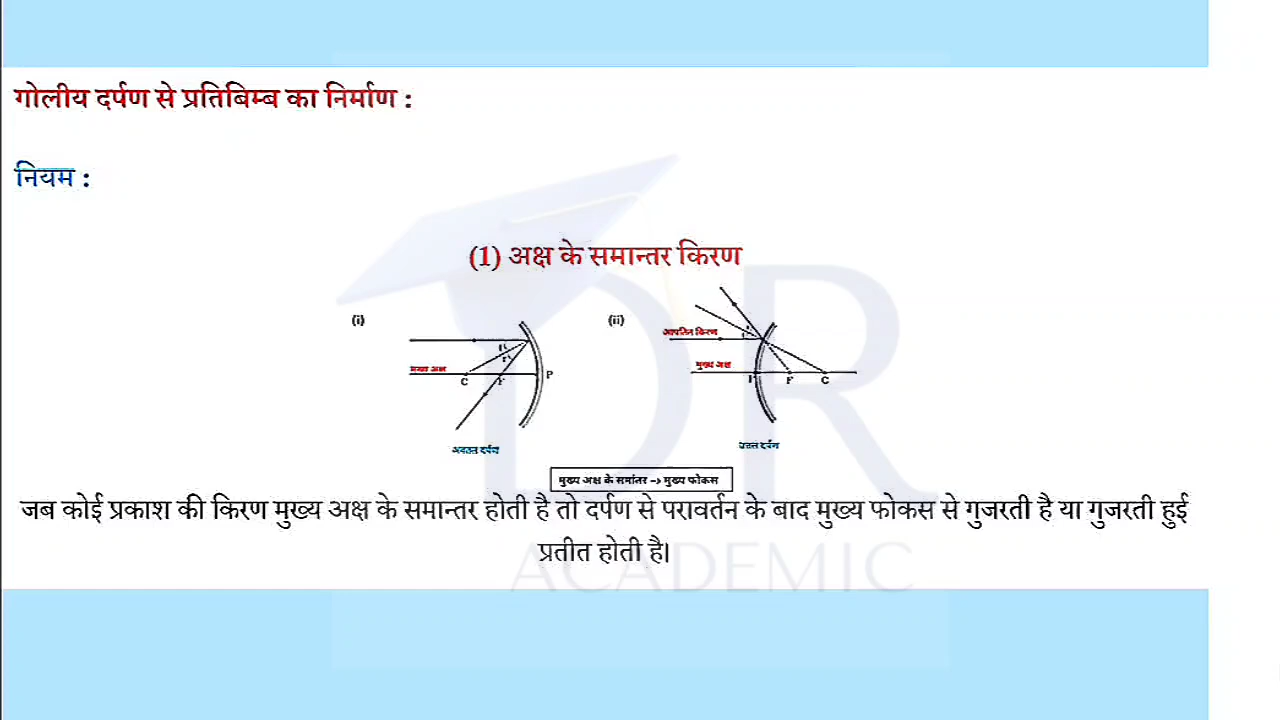 गोलीय दर्पण से प्रतिबिम्ब का निर्माण :
नियम :
(1) अक्ष के समान्तर किरण
(i)
(ii)
आपतित किरण
मुख्य अक्ष
मुख्य अक्ष
i
r
C
F
P
i
F
C
अवतल दर्पण
उत्तल दर्पण
मुख्य अक्ष के समांतर -> मुख्य फोकस
जब कोई प्रकाश की किरण मुख्य अक्ष के समान्तर होती है तो दर्पण से परावर्तन के बाद मुख्य फोकस से गुजरती है या गुजरती हुई
प्रतीत होती है।
DR
ACADEMIC